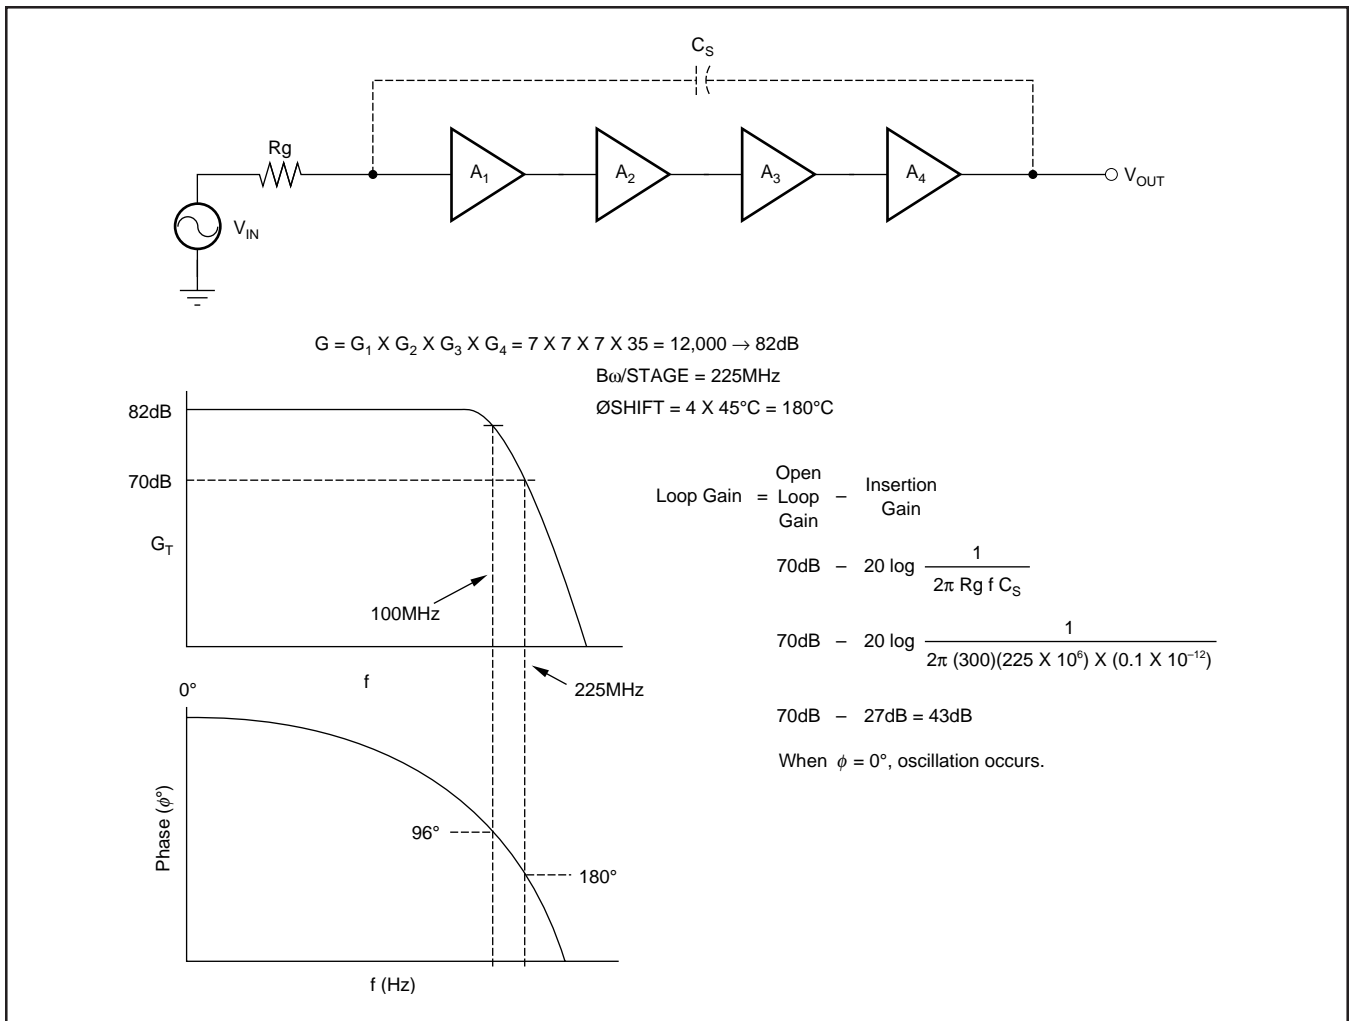 C_S
Rg
A_1
A_2
A_3
A_4
V_OUT
V_IN
G = G_1 X G_2 X G_3 X G_4 = 7 X 7 X 7 X 35 = 12,000 → 82dB
Bω/STAGE = 225MHz
ØSHIFT = 4 X 45°C = 180°C
82dB
70dB
G_T
100MHz
f
225MHz
Loop Gain = Open Loop Gain – Insertion Gain
70dB – 20 log 1 / 2π Rg f C_S
70dB – 20 log 1 / 2π (300)(225 X 10^6) X (0.1 X 10^–12)
70dB – 27dB = 43dB
When ϕ = 0°, oscillation occurs.
0°
Phase (ϕ°)
96°
180°
f (Hz)